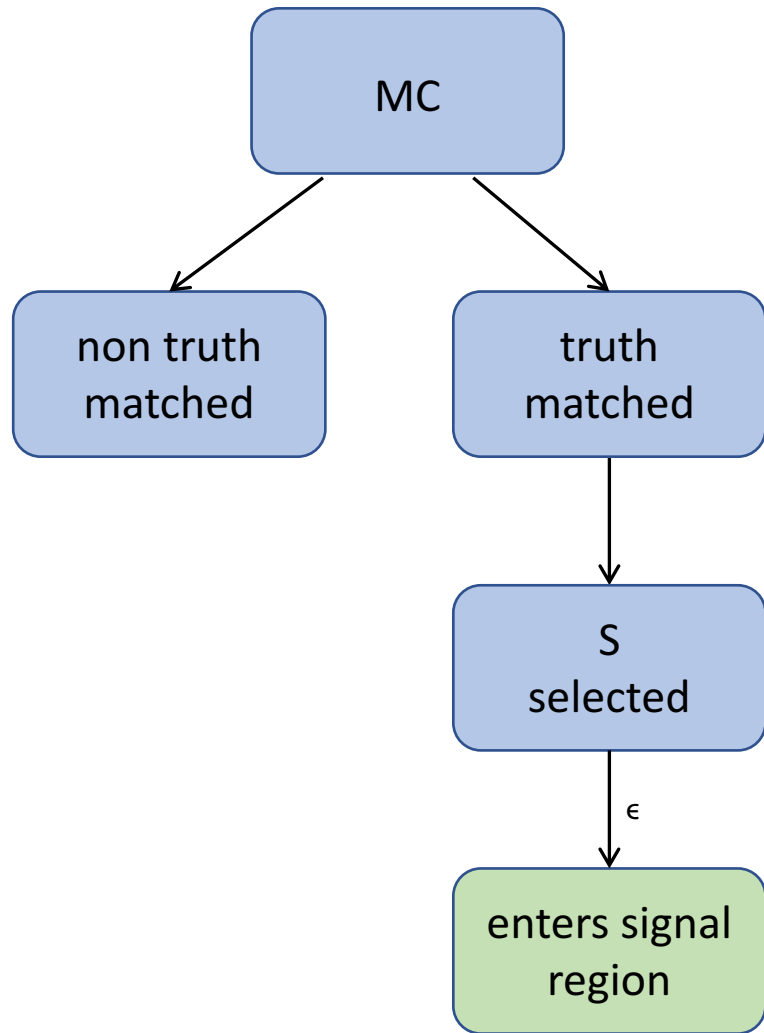 MC
non truth
matched
truth
matched
S
selected
ϵ
enters signal
region